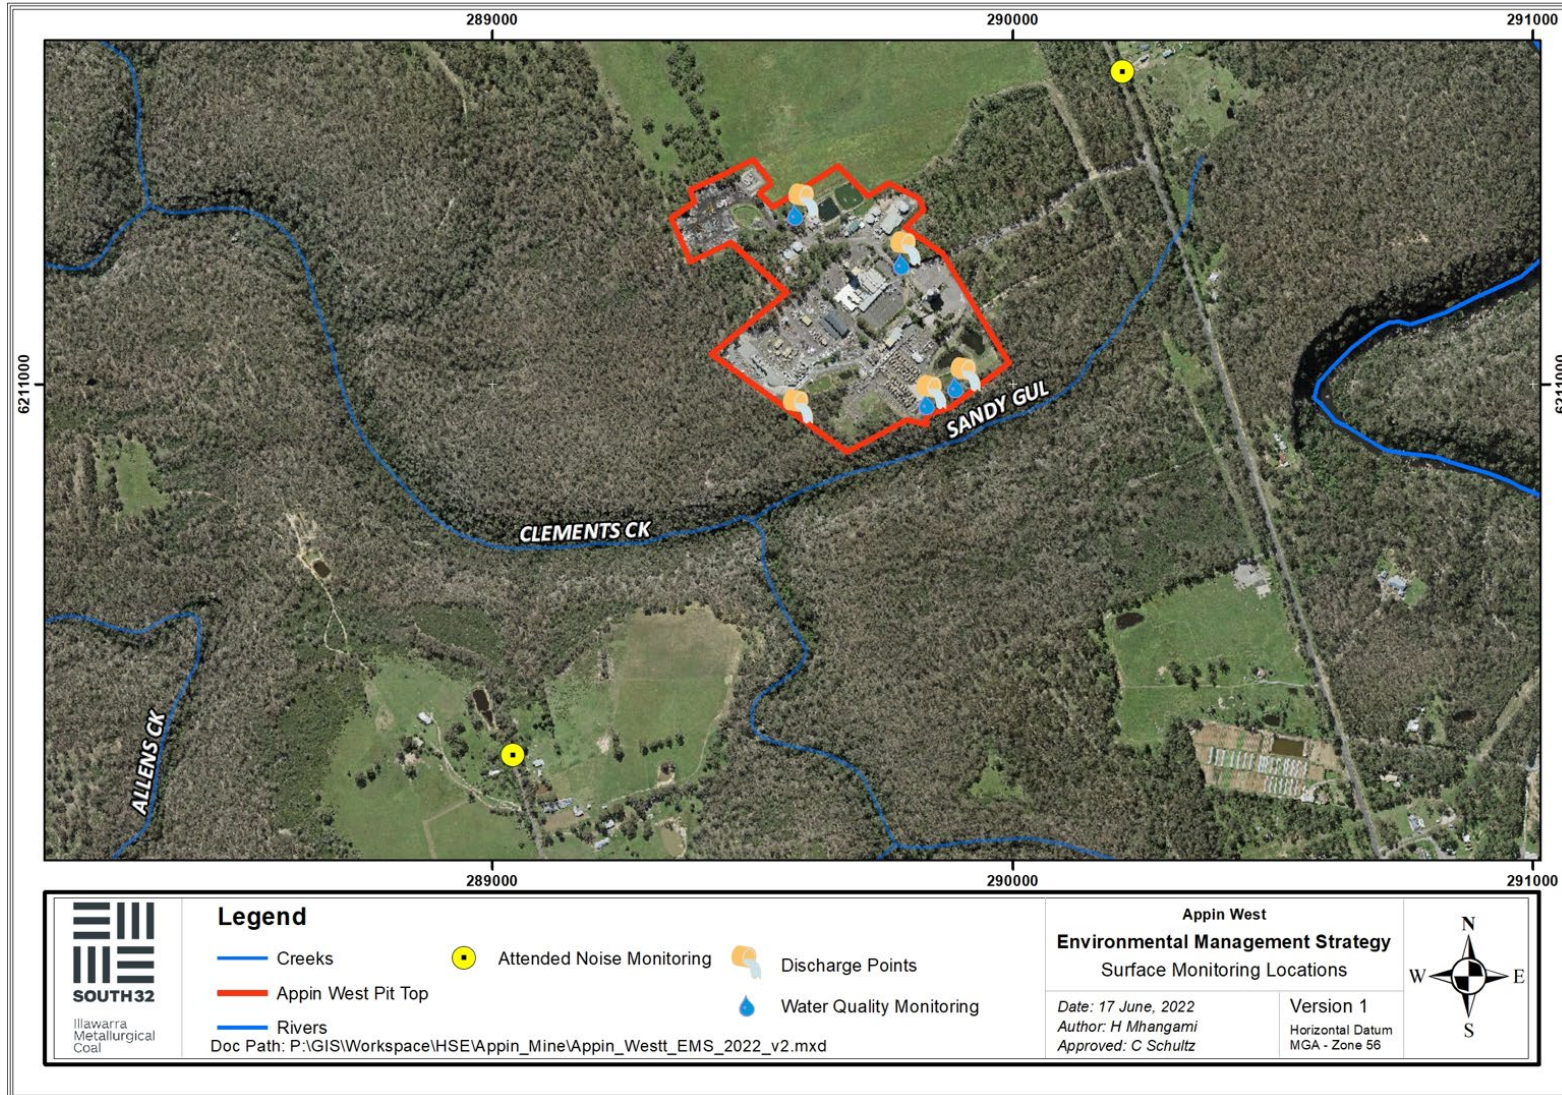 289000
290000
291000
6211000
6211000
SANDY GUL
CLEMENTS CK
ALLENS CK
289000
290000
291000
SOUTH32
Illawarra
Metallurgical
Coal
Legend
Creeks
Appin West Pit Top
Rivers
Attended Noise Monitoring
Discharge Points
Water Quality Monitoring
Doc Path: P:\GIS\Workspace\HSE\Appin_Mine\Appin_Westt_EMS_2022_v2.mxd
Appin West
Environmental Management Strategy
Surface Monitoring Locations
Date: 17 June, 2022
Author: H Mhangami
Approved: C Schultz
Version 1
Horizontal Datum
MGA - Zone 56
N
W
E
S